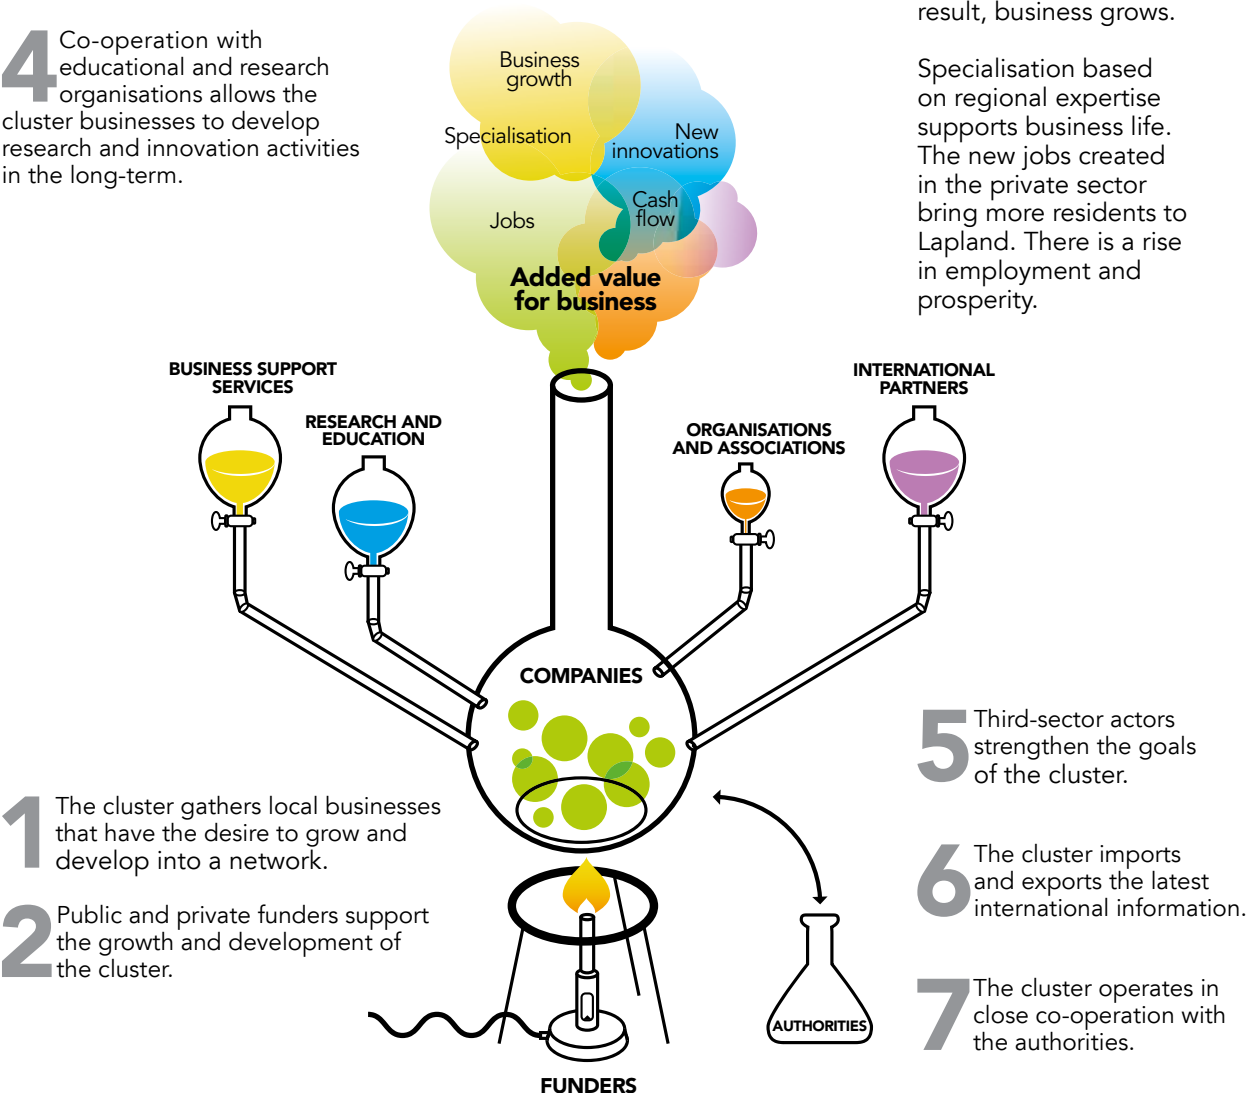 4
Co-operation with
educational and research
organisations allows the
cluster businesses to develop
research and innovation activities
in the long-term.
Business
growth
Specialisation
New
innovations
Jobs
Cash
flow
Added value
for business
result, business grows.
Specialisation based
on regional expertise
supports business life.
The new jobs created
in the private sector
bring more residents to
Lapland. There is a rise
in employment and
prosperity.
BUSINESS SUPPORT
SERVICES
RESEARCH AND
EDUCATION
ORGANISATIONS
AND ASSOCIATIONS
INTERNATIONAL
PARTNERS
COMPANIES
1
The cluster gathers local businesses
that have the desire to grow and
develop into a network.
2
Public and private funders support
the growth and development of
the cluster.
5
Third-sector actors
strengthen the goals
of the cluster.
6
The cluster imports
and exports the latest
international information.
7
The cluster operates in
close co-operation with
the authorities.
AUTHORITIES
FUNDERS